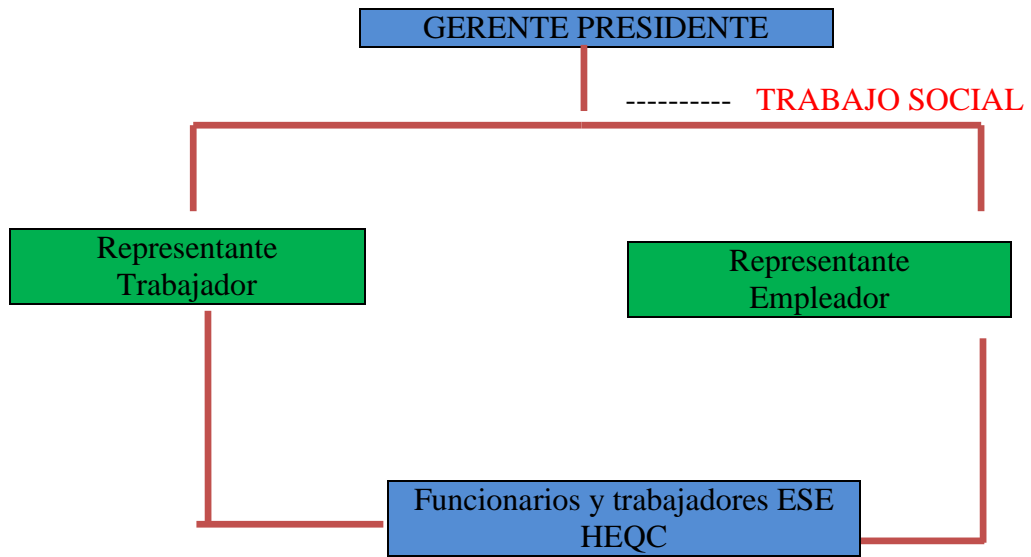 GERENTE PRESIDENTE
---------- TRABAJO SOCIAL
Representante
Trabajador
Representante
Empleador
Funcionarios y trabajadores ESE
HEQC